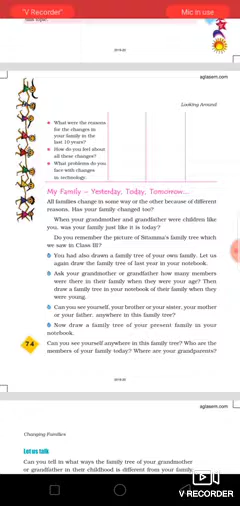 "V Recorder"
Mic in use
2019-20
aglasem.com
Looking Around
What were the reasons
for the changes in
your family in the
last 10 years?
How do you feel about
all these changes?
What problems do you
face with changes
in technology.
My Family – Yesterday, Today, Tomorrow...
All families change in some way or the other because of different
reasons. Has your family changed too?
When your grandmother and grandfather were children like
you, was your family just like it is today?
Do you remember the picture of Sitamma's family tree which
we saw in Class III?
You had also drawn a family tree of your own family. Let us
again draw the family tree of last year in your notebook.
Ask your grandmother or grandfather how many members
were there in their family when they were your age? Then
draw a family tree in your notebook of their family when they
were young.
Can you see yourself, your brother or your sister, your mother
or your father, anywhere in this family tree?
Now draw a family tree of your present family in your
notebook.
74
Can you see yourself anywhere in this family tree? Who are the
members of your family today? Where are your grandparents?
2019-20
aglasem.com
Changing Families
Let us talk
Can you tell in what ways the family tree of your grandmother
or grandfather in their childhood is different from your family
V RECORDER